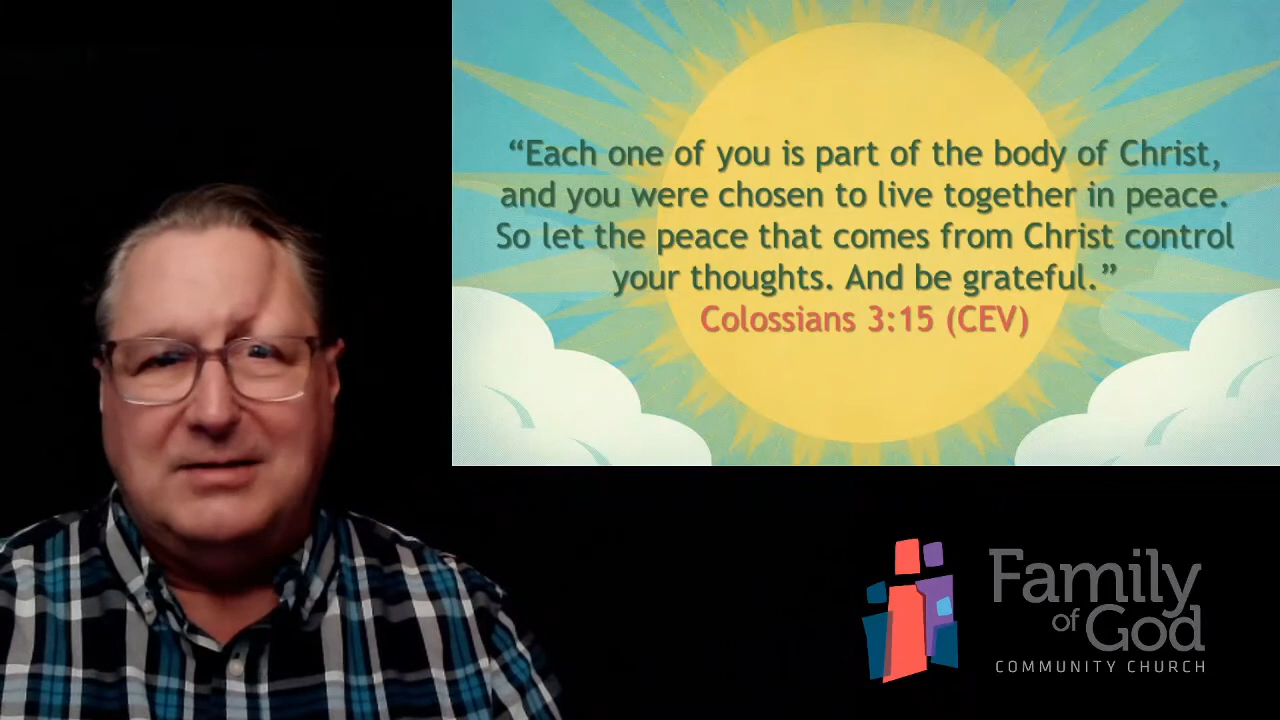 “Each one of you is part of the body of Christ,
and you were chosen to live together in peace.
So let the peace that comes from Christ control
your thoughts. And be grateful.”
Colossians 3:15 (CEV)
Family
of God
COMMUNITY CHURCH